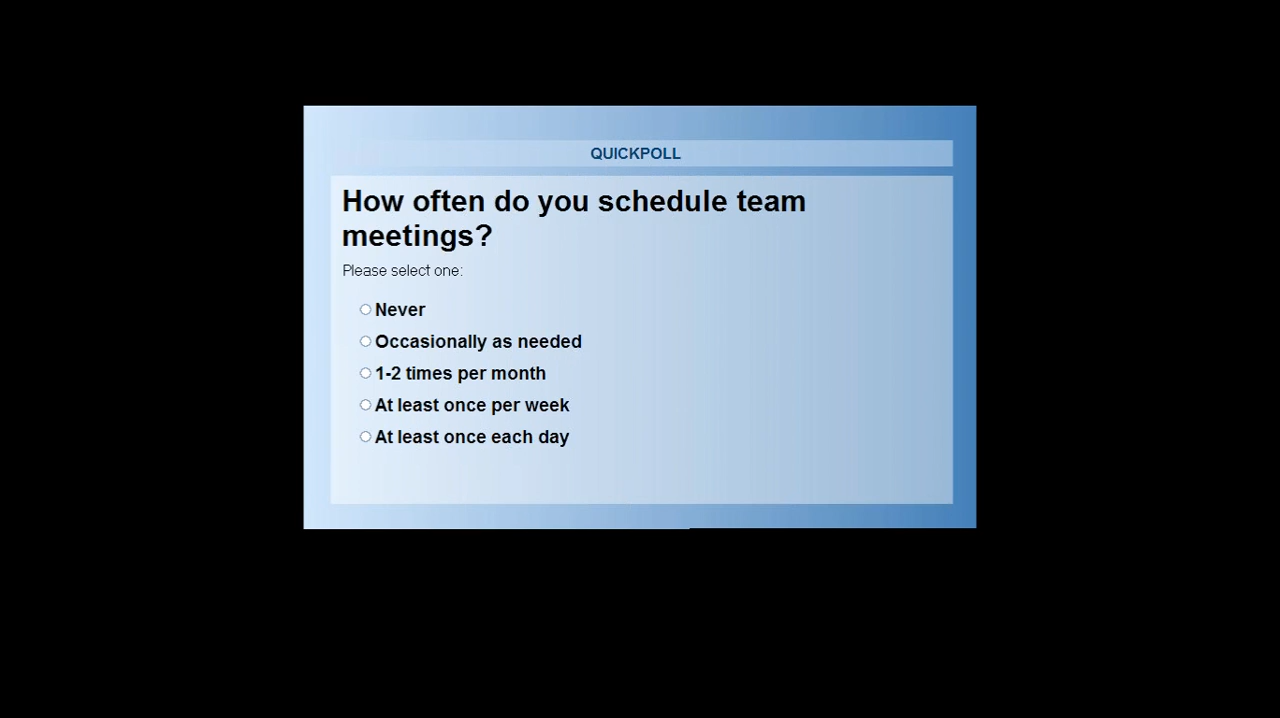 QUICKPOLL
How often do you schedule team
meetings?
Please select one:
Never
Occasionally as needed
1-2 times per month
At least once per week
At least once each day